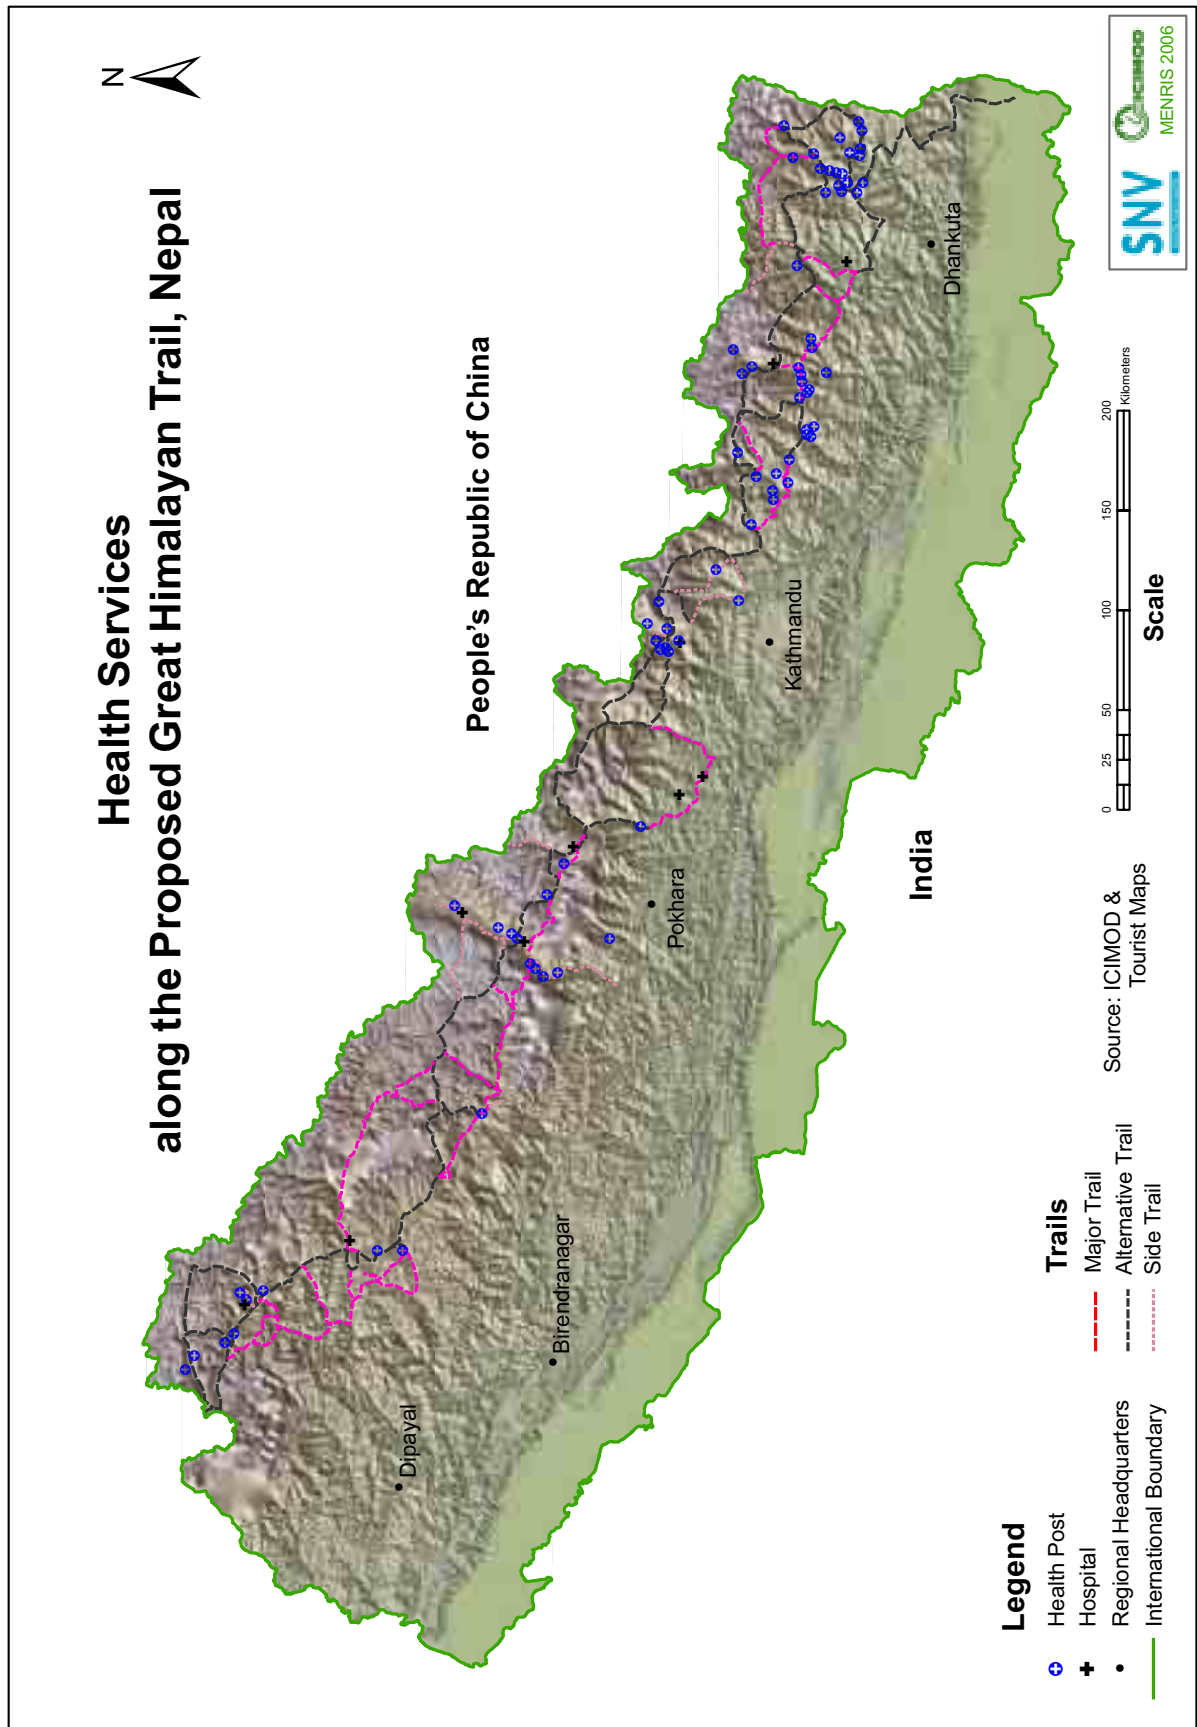 Health Services
along the Proposed Great Himalayan Trail, Nepal
N
People's Republic of China
Dipayal
Birendranagar
Pokhara
Kathmandu
Dhankuta
India
Legend
Health Post
Hospital
Regional Headquarters
International Boundary
Trails
Major Trail
Alternative Trail
Side Trail
Source: ICIMOD &
Tourist Maps
0 25 50 100 150 200
Kilometers
Scale
SNV
ICIMOD
MENRIS 2006